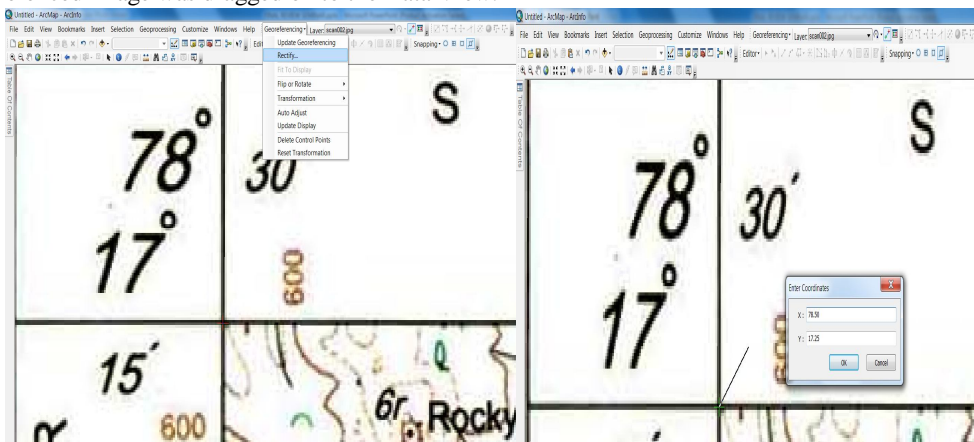 Untitled - ArcMap - ArcInfo
File Edit View Bookmarks Insert Selection Geoprocessing Customize Windows Help Georeferencing Layer: scan002.jpg
Update Georeferencing
Rectify...
Fit To Display
Flip or Rotate
Transformation
Auto Adjust
Update Display
Delete Control Points
Reset Transformation
Snapping
Table Of Contents
78°
17°
30'
S
600
15'
600
6r. Rocky
Untitled - ArcMap - ArcInfo
File Edit View Bookmarks Insert Selection Geoprocessing Customize Windows Help Georeferencing Layer: scan002.jpg
Editor Snapping
Table Of Contents
78°
17°
30'
S
Enter Coordinates
X: 78.50
Y: 17.25
OK Cancel